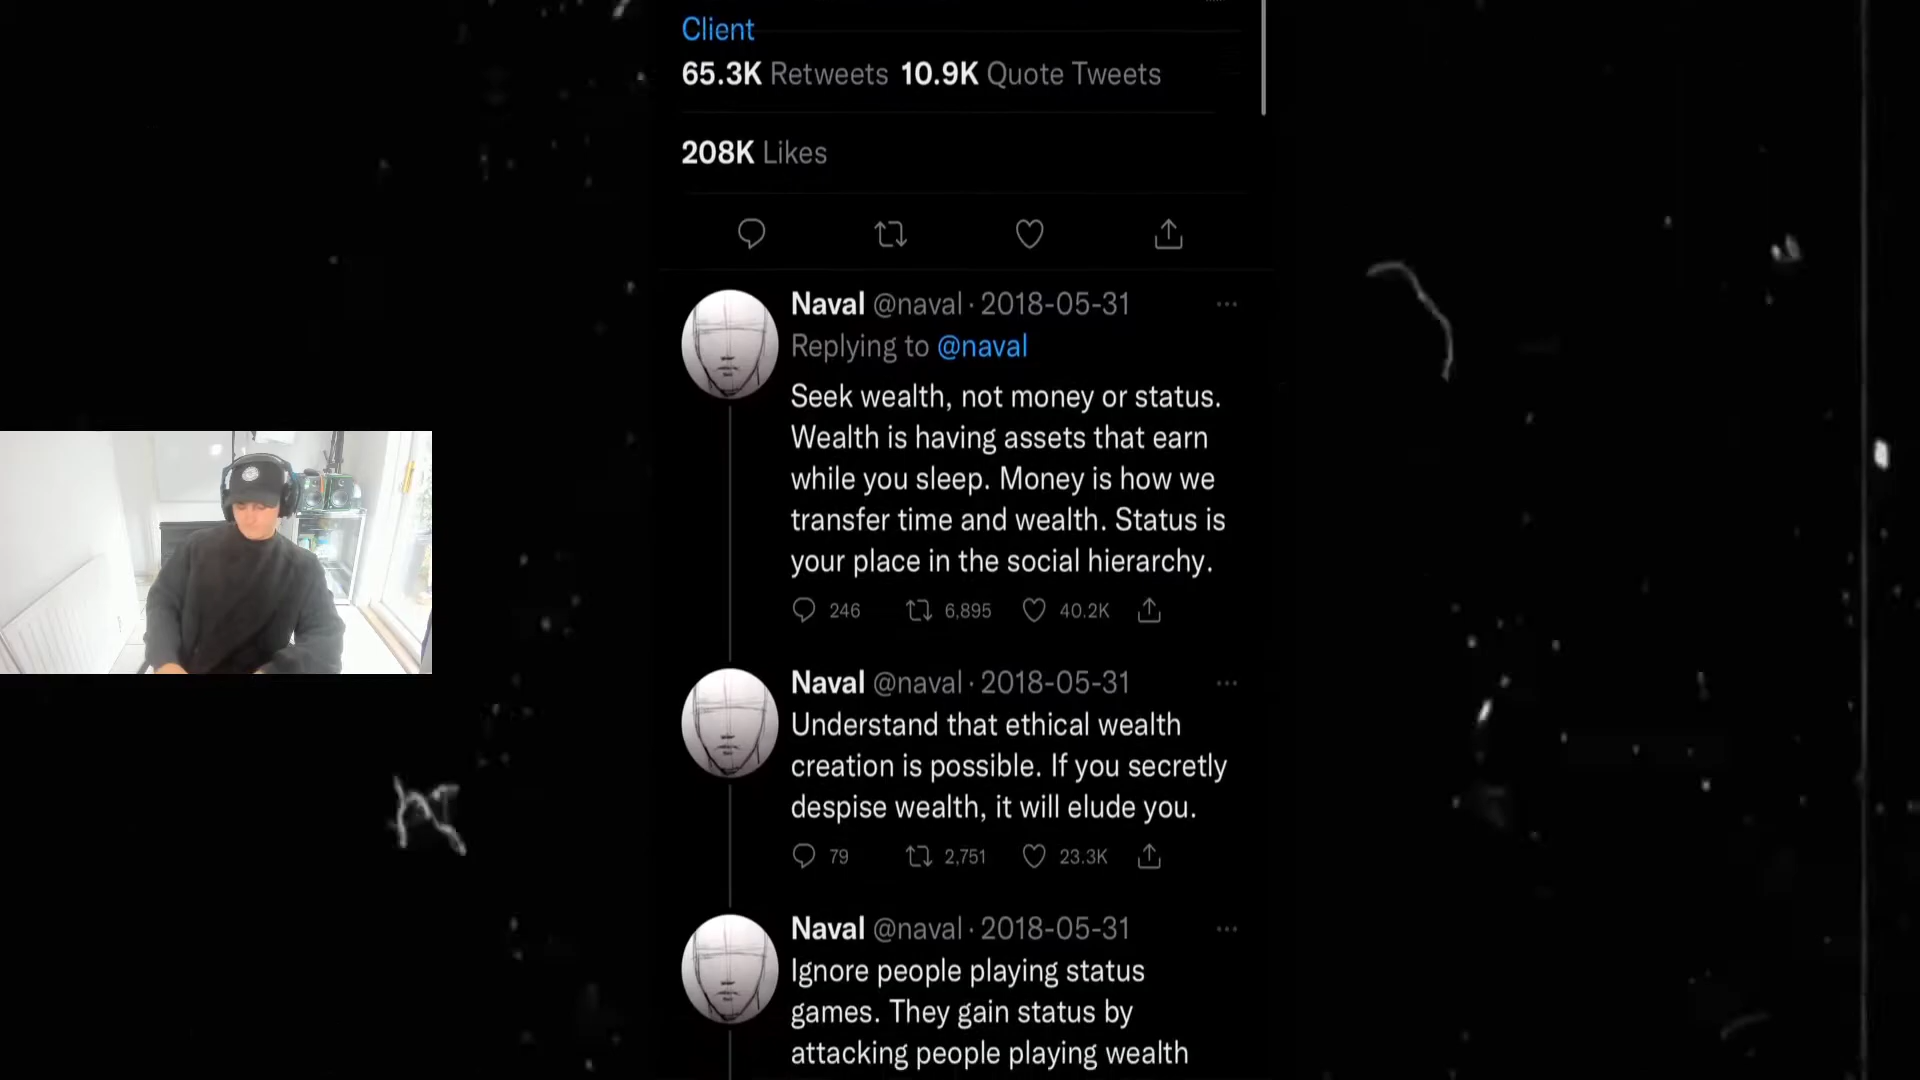 Client
65.3K Retweets 10.9K Quote Tweets
208K Likes
Naval @naval · 2018-05-31
Replying to @naval
Seek wealth, not money or status.
Wealth is having assets that earn
while you sleep. Money is how we
transfer time and wealth. Status is
your place in the social hierarchy.
246 6,895 40.2K
Naval @naval · 2018-05-31
Understand that ethical wealth
creation is possible. If you secretly
despise wealth, it will elude you.
79 2,751 23.3K
Naval @naval · 2018-05-31
Ignore people playing status
games. They gain status by
attacking people playing wealth